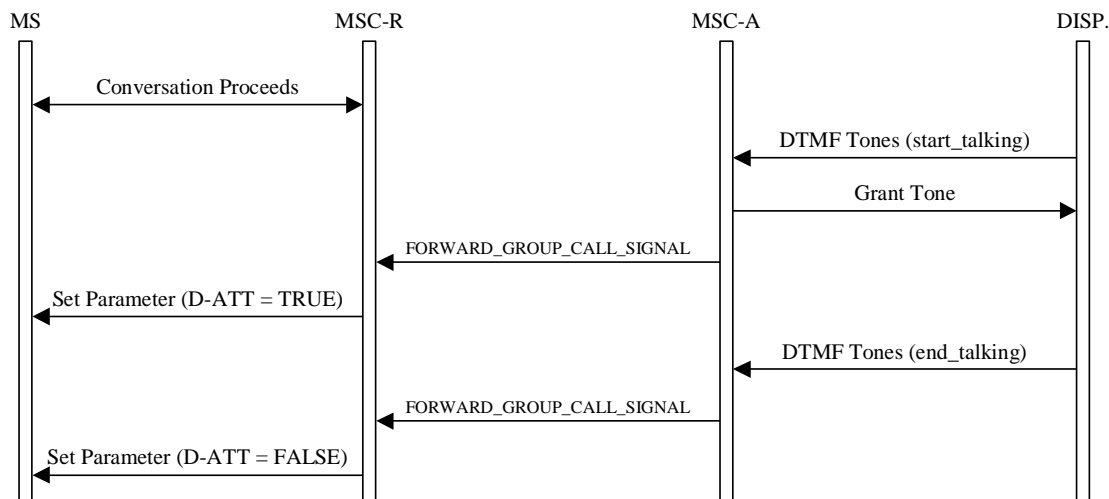 MS
MSC-R
MSC-A
DISP.
Conversation Proceeds
DTMF Tones (start_talking)
Grant Tone
FORWARD_GROUP_CALL_SIGNAL
Set Parameter (D-ATT = TRUE)
DTMF Tones (end_talking)
FORWARD_GROUP_CALL_SIGNAL
Set Parameter (D-ATT = FALSE)